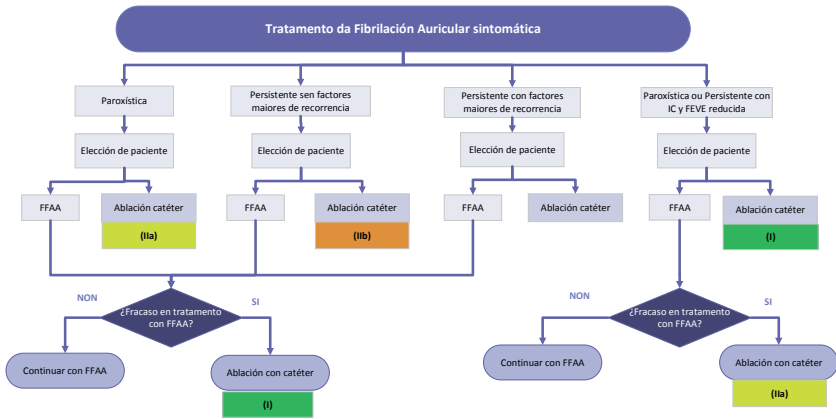 Tratamento da Fibrilación Auricular sintomática
Paroxística
Persistente sen factores
maiores de recorrencia
Persistente con factores
maiores de recorrencia
Paroxística ou Persistente con
IC y FEVE reducida
Elección de paciente
Elección de paciente
Elección de paciente
Elección de paciente
FFAA
Ablación catéter
(IIa)
FFAA
Ablación catéter
(IIb)
FFAA
Ablación catéter
FFAA
Ablación catéter
(I)
NON
¿Fracaso en tratamento
con FFAA?
SI
Continuar con FFAA
Ablación con catéter
(I)
NON
¿Fracaso en tratamento
con FFAA?
SI
Continuar con FFAA
Ablación con catéter
(IIa)